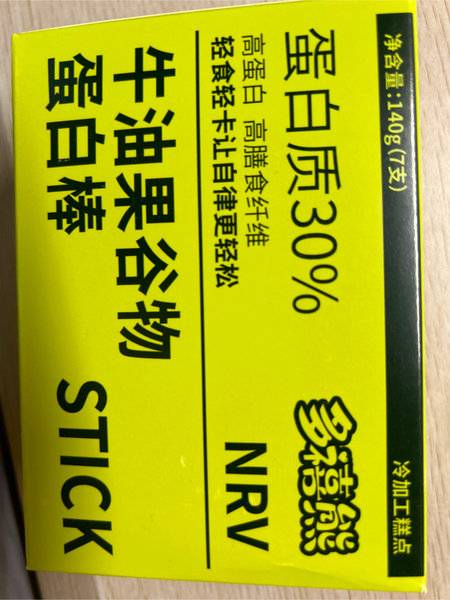 净含量:140g(7支)
冷加工糕点
蛋白质30%
多禧熊
高蛋白 高膳食纤维
轻食轻卡让自律更轻松
NRV
牛油果谷物
蛋白棒
STICK